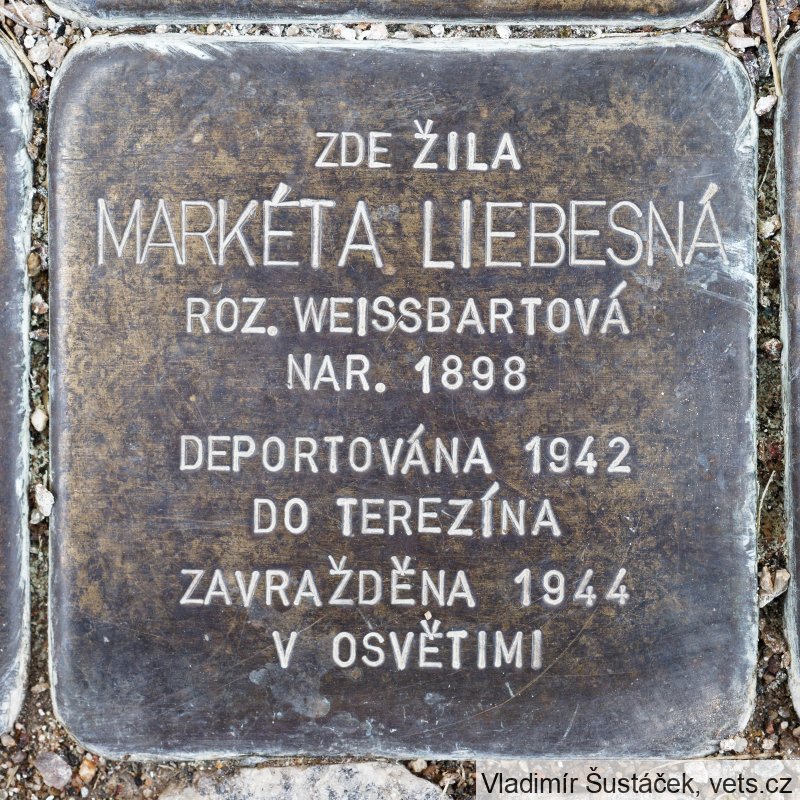 ZDE ŽILA
MARKÉTA LIEBESNÁ
ROZ. WEISSBARTOVÁ
NAR. 1898
DEPORTOVÁNA 1942
DO TEREZÍNA
ZAVRAŽDĚNA 1944
V OSVĚTIMI
Vladimír Šustáček, vets.cz